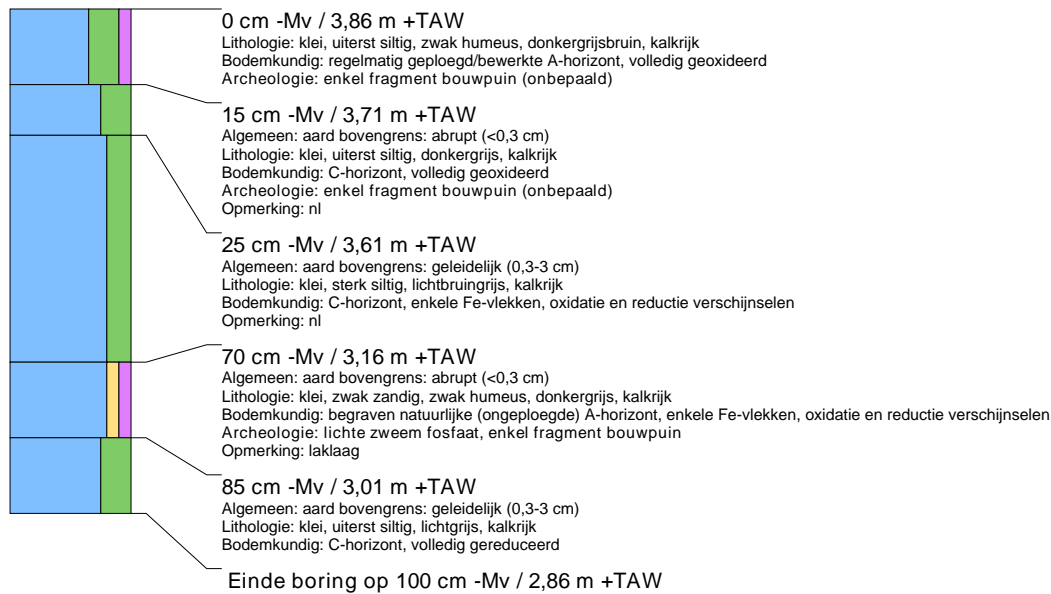 0 cm -Mv / 3,86 m +TAW
Lithologie: klei, uiterst siltig, zwak humeus, donkergrijsbruin, kalkrijk
Bodemkundig: regelmatig geploegd/bewerkte A-horizont, volledig geoxideerd
Archeologie: enkel fragment bouwpuin (onbepaald)
15 cm -Mv / 3,71 m +TAW
Algemeen: aard bovengrens: abrupt (<0,3 cm)
Lithologie: klei, uiterst siltig, donkergrijs, kalkrijk
Bodemkundig: C-horizont, volledig geoxideerd
Archeologie: enkel fragment bouwpuin (onbepaald)
Opmerking: nl
25 cm -Mv / 3,61 m +TAW
Algemeen: aard bovengrens: geleidelijk (0,3-3 cm)
Lithologie: klei, sterk siltig, lichtbruingrijs, kalkrijk
Bodemkundig: C-horizont, enkele Fe-vlekken, oxidatie en reductie verschijnselen
Opmerking: nl
70 cm -Mv / 3,16 m +TAW
Algemeen: aard bovengrens: abrupt (<0,3 cm)
Lithologie: klei, zwak zandig, zwak humeus, donkergrijs, kalkrijk
Bodemkundig: begraven natuurlijke (ongeploegde) A-horizont, enkele Fe-vlekken, oxidatie en reductie verschijnselen
Archeologie: lichte zweem fosfaat, enkel fragment bouwpuin
Opmerking: laklaag
85 cm -Mv / 3,01 m +TAW
Algemeen: aard bovengrens: geleidelijk (0,3-3 cm)
Lithologie: klei, uiterst siltig, lichtgrijs, kalkrijk
Bodemkundig: C-horizont, volledig gereduceerd
Einde boring op 100 cm -Mv / 2,86 m +TAW